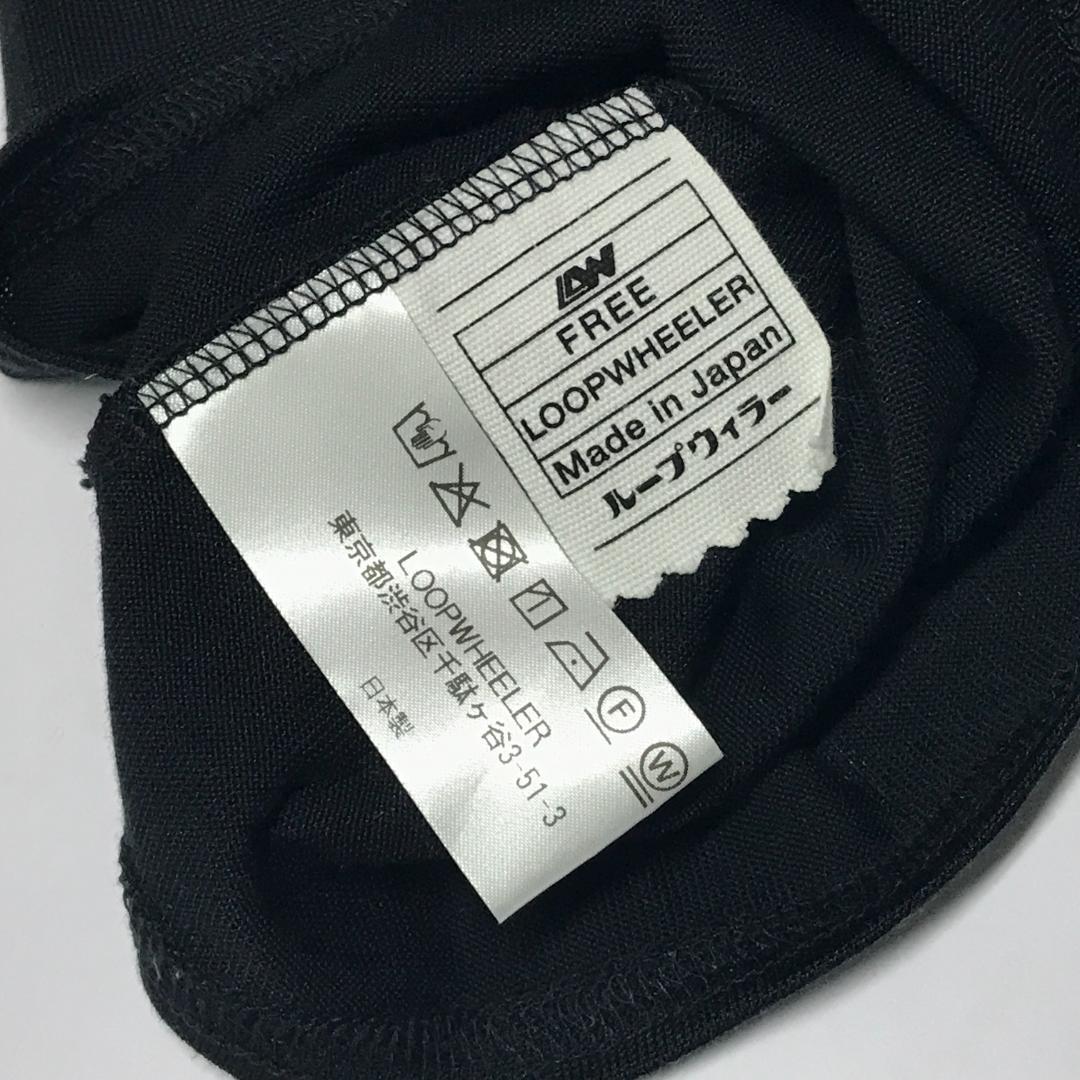 LW
FREE
LOOPWHEELER
Made in Japan
ループウィラー
F
W
LOOPWHEELER
東京都渋谷区千駄ヶ谷3-51-3
日本製